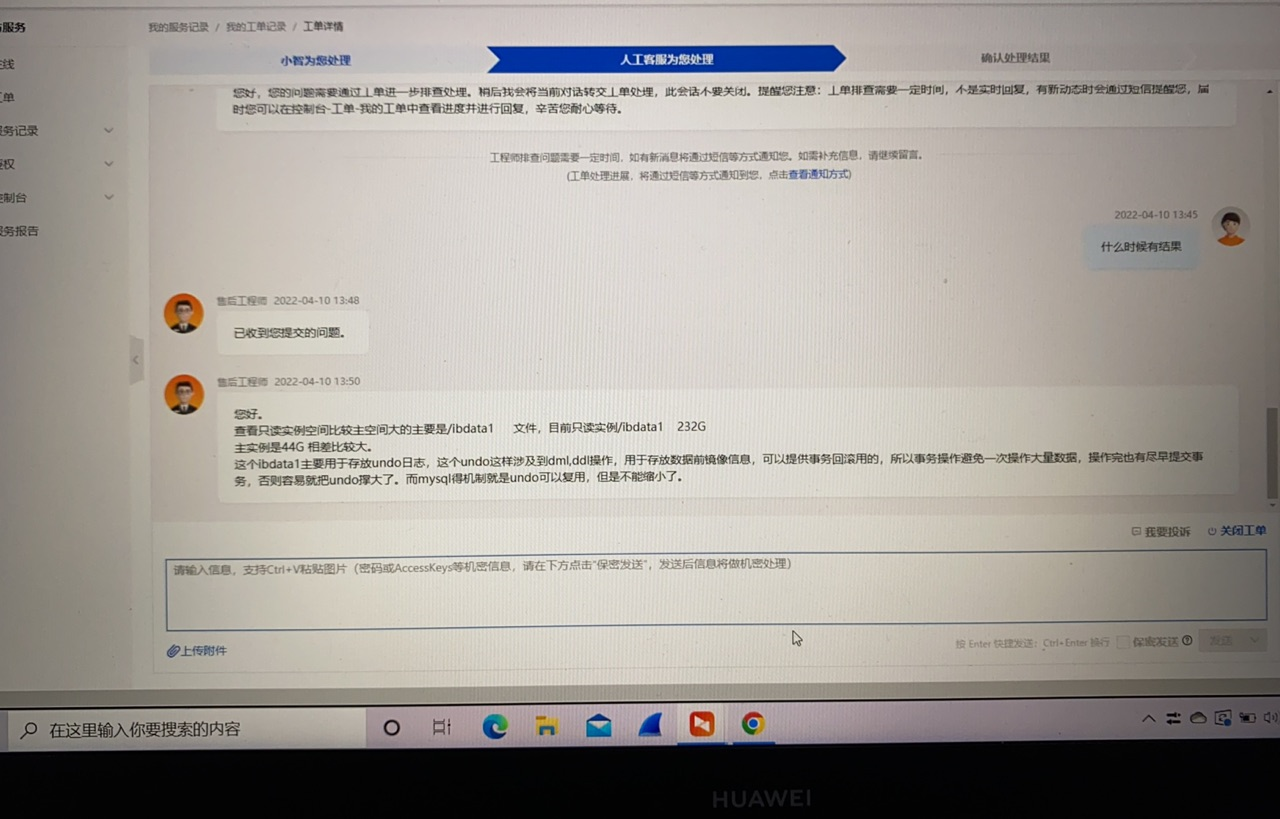 服务
我的服务记录 / 我的工单记录 / 工单详情
线
单
务记录
权
制台
服务报告
小智为您处理
人工客服为您处理
确认处理结果
您好，您的问题需要通过工单进一步排查处理。稍后我会将当前对话转交工单处理，此会话不要关闭。提醒您注意：工单排查需要一定时间，不是实时回复，有新动态时会通过短信提醒您，届
时您可以在控制台-工单-我的工单中查看进度并进行回复，辛苦您耐心等待。
工程师排查问题需要一定时间，如有新消息将通过短信等方式通知您。如需补充信息，请继续留言。
(工单处理进展，将通过短信等方式通知到您，点击查看通知方式)
2022-04-10 13:45
什么时候有结果
售后工程师 2022-04-10 13:48
已收到您提交的问题。
售后工程师 2022-04-10 13:50
您好。
查看只读实例空间比较主空间大的主要是/ibdata1 文件，目前只读实例/ibdata1 232G
主实例是44G 相差比较大。
这个ibdata1主要用于存放undo日志，这个undo这样涉及到dml,ddl操作，用于存放数据前镜像信息，可以提供事务回滚用的，所以事务操作避免一次操作大量数据，操作完也有尽早提交事
务，否则容易就把undo撑大了。而mysql得机制就是undo可以复用，但是不能缩小了。
我要投诉 关闭工单
请输入信息，支持Ctrl+V粘贴图片（密码或AccessKeys等机密信息，请在下方点击“保密发送”，发送后信息将做机密处理）
上传附件
按 Enter 快捷发送；Ctrl+Enter 换行 保密发送 发送
在这里输入你要搜索的内容
HUAWEI